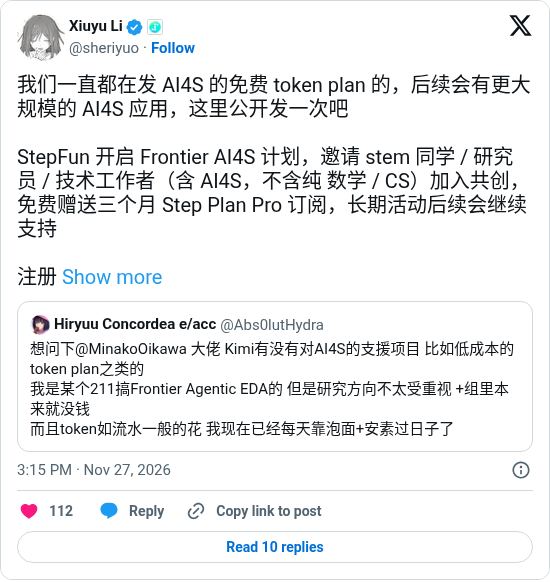 Xiuyu Li
@sheriyuo · Follow
我们一直都在发 AI4S 的免费 token plan 的，后续会有更大
规模的 AI4S 应用，这里公开发一次吧
StepFun 开启 Frontier AI4S 计划，邀请 stem 同学 / 研究
员 / 技术工作者（含 AI4S，不含纯 数学 / CS）加入共创，
免费赠送三个月 Step Plan Pro 订阅，长期活动后续会继续
支持
注册 Show more
Hiryuu Concordea e/acc @Abs0lutHydra
想问下@MinakoOikawa 大佬 Kimi有没有对AI4S的支援项目 比如低成本的
token plan之类的
我是某个211搞Frontier Agentic EDA的 但是研究方向不太受重视 +组里本
来就没钱
而且token如流水一般的花 我现在已经每天靠泡面+安素过日子了
3:15 PM · Nov 27, 2026
112 Reply Copy link to post
Read 10 replies